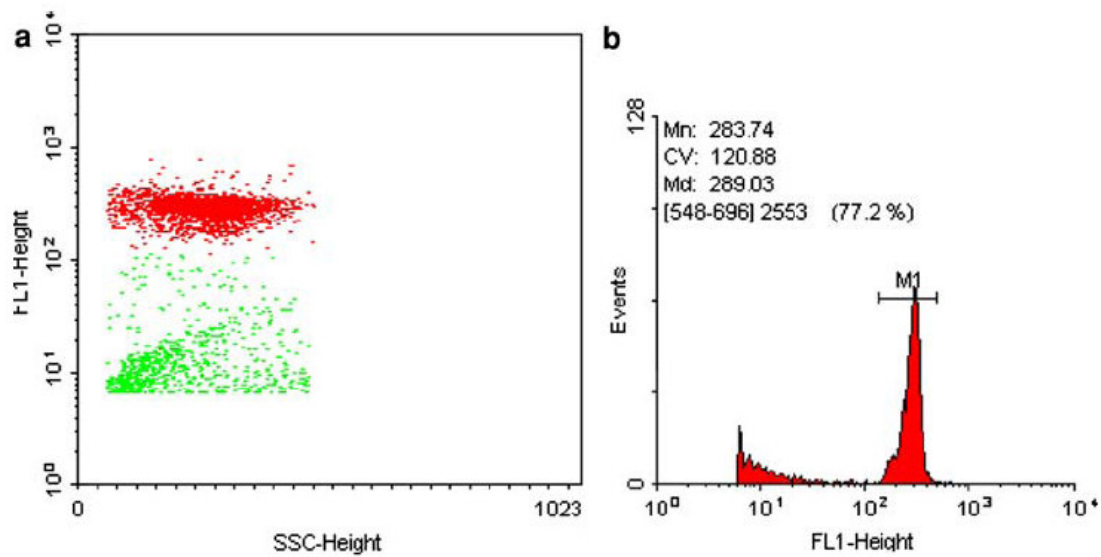 a
10⁴
10³
10²
10¹
10⁰
FL1-Height
0
1023
SSC-Height
b
128
Mn: 283.74
CV: 120.88
Md: 289.03
[548-696] 2553 (77.2 %)
M1
Events
0
10⁰ 10¹ 10² 10³ 10⁴
FL1-Height